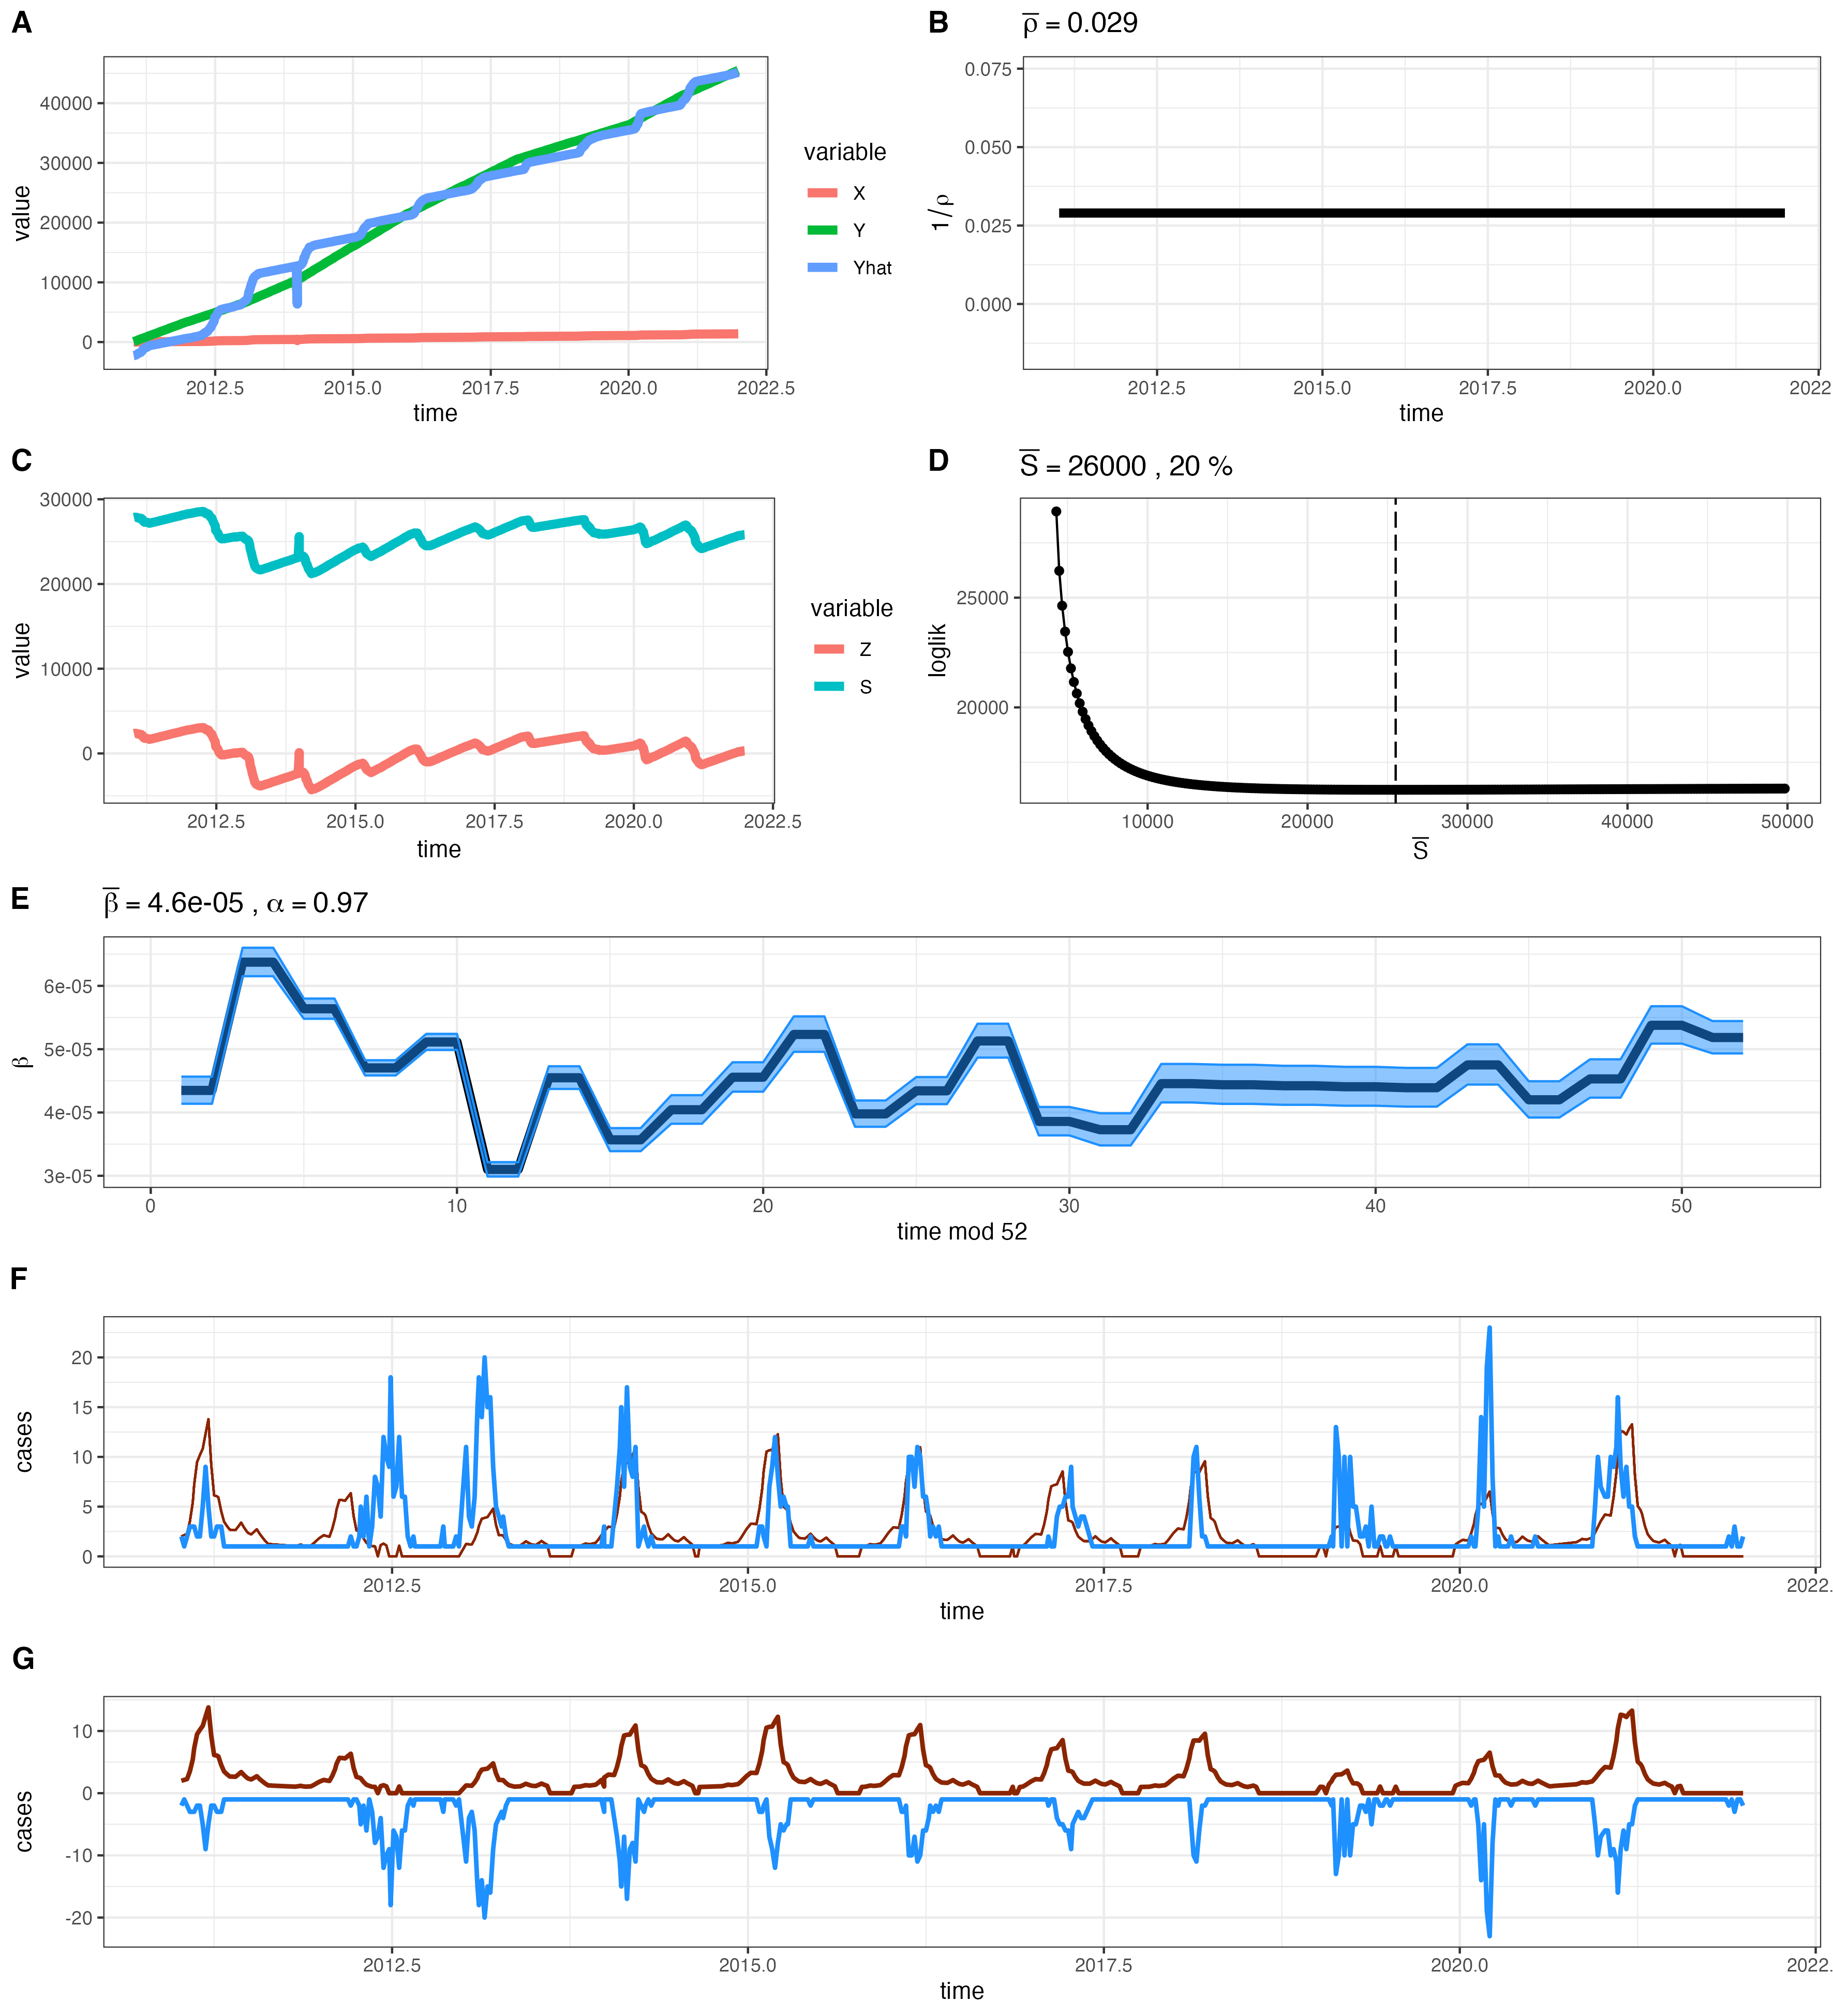 A
value
40000
30000
20000
10000
0
2012.5 2015.0 2017.5 2020.0 2022.5
time
variable
X
Y
Yhat
B
ρ̅ = 0.029
1/ρ
0.075
0.050
0.025
0.000
2012.5 2015.0 2017.5 2020.0 2022
time
C
value
30000
20000
10000
0
2012.5 2015.0 2017.5 2020.0 2022.5
time
variable
Z
S
D
S̅ = 26000 , 20 %
loglik
25000
20000
10000 20000 30000 40000 50000
S̅
E
β̅ = 4.6e-05 , α = 0.97
β
6e-05
5e-05
4e-05
3e-05
0 10 20 30 40 50
time mod 52
F
cases
20
15
10
5
0
2012.5 2015.0 2017.5 2020.0 2022.
time
G
cases
10
0
-10
-20
2012.5 2015.0 2017.5 2020.0 2022.
time